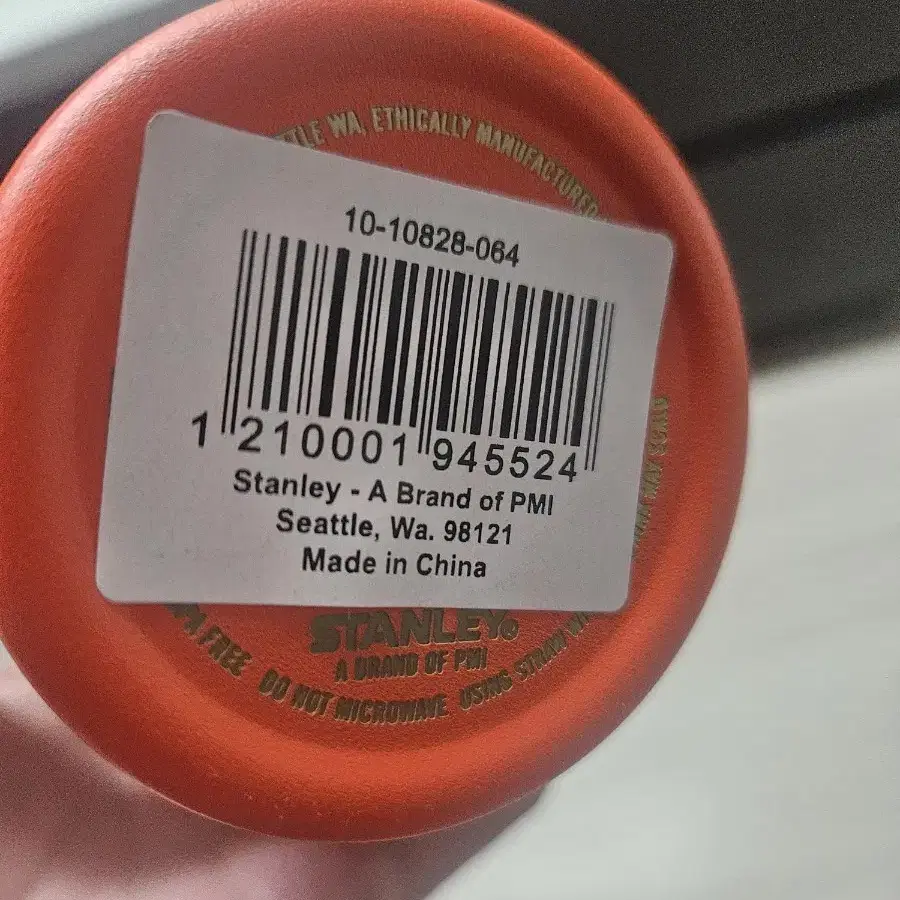 WA, ETHICALLY MANUFACTURED
10-10828-064
1 210001 945524
Stanley - A Brand of PMI
Seattle, Wa. 98121
Made in China
STANLEY®
A BRAND OF PMI
FREE DO NOT MICROWAVE USING STRAW